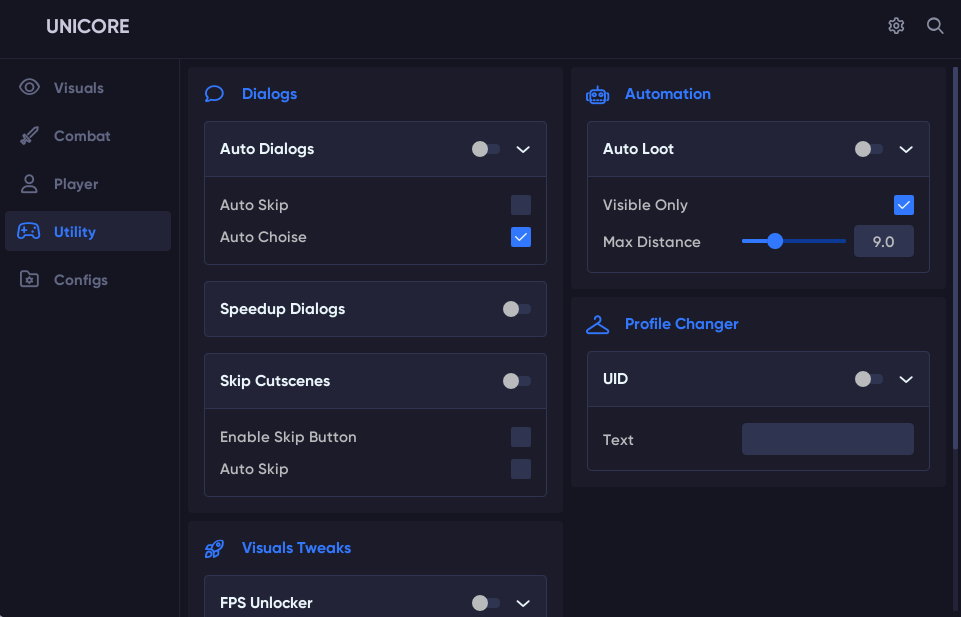 UNICORE
Visuals
Combat
Player
Utility
Configs
Dialogs
Auto Dialogs
Auto Skip
Auto Choise
Speedup Dialogs
Skip Cutscenes
Enable Skip Button
Auto Skip
Visuals Tweaks
FPS Unlocker
Automation
Auto Loot
Visible Only
Max Distance 9.0
Profile Changer
UID
Text